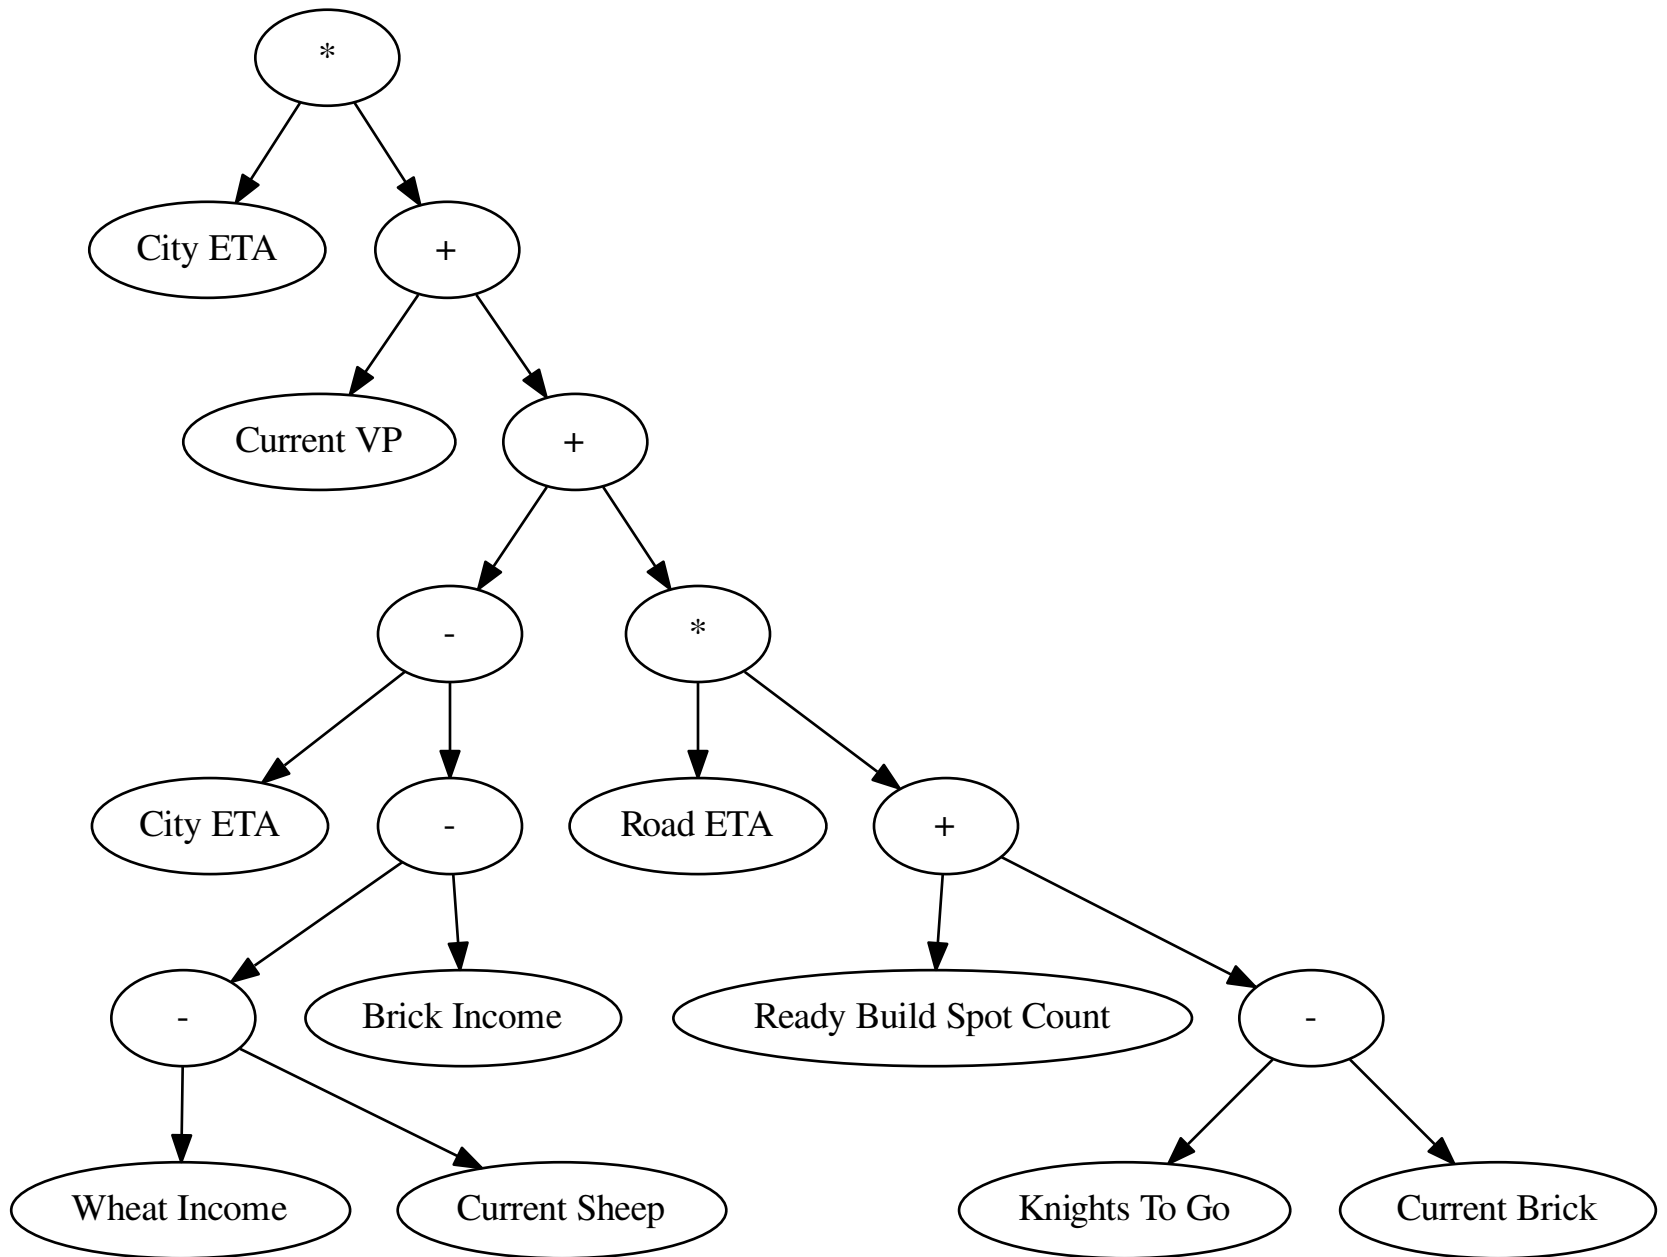 *
City ETA
+
Current VP
+
-
*
City ETA
-
Road ETA
+
-
Brick Income
Ready Build Spot Count
-
Wheat Income
Current Sheep
Knights To Go
Current Brick